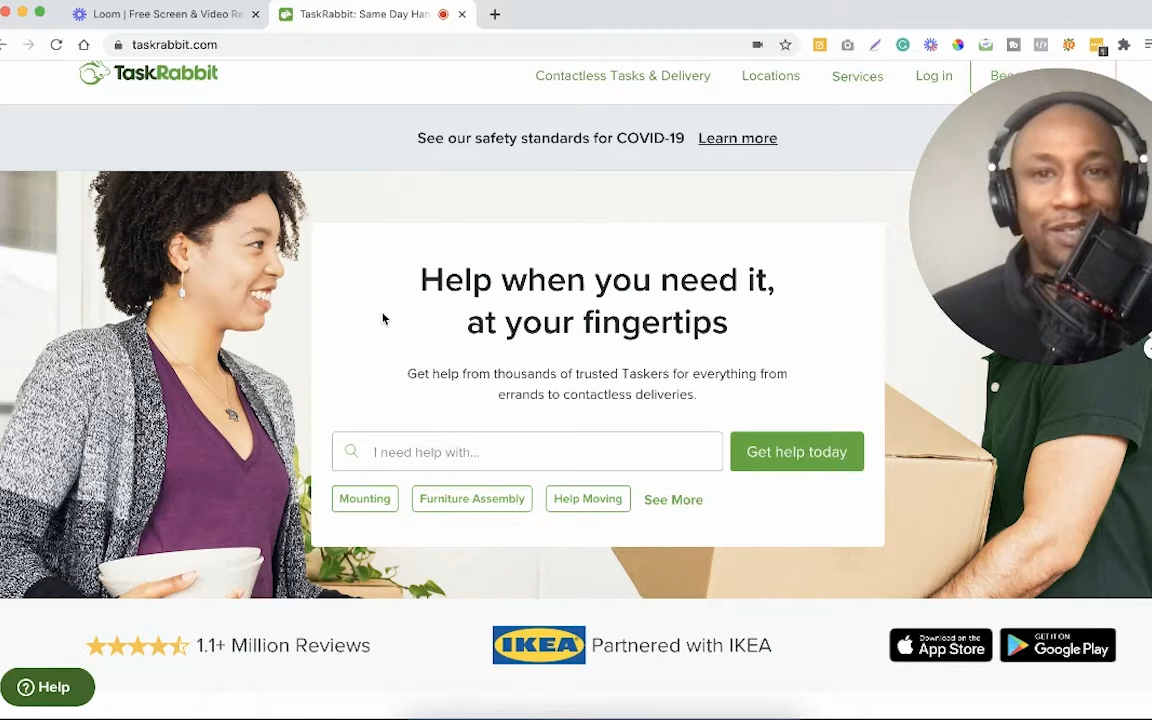 Loom | Free Screen & Video Re
TaskRabbit: Same Day Han
taskrabbit.com
TaskRabbit
Contactless Tasks & Delivery
Locations
Services
Log in
See our safety standards for COVID-19 Learn more
Help when you need it,
at your fingertips
Get help from thousands of trusted Taskers for everything from
errands to contactless deliveries.
I need help with...
Get help today
Mounting
Furniture Assembly
Help Moving
See More
1.1+ Million Reviews
IKEA
Partnered with IKEA
Download on the
App Store
GET IT ON
Google Play
Help